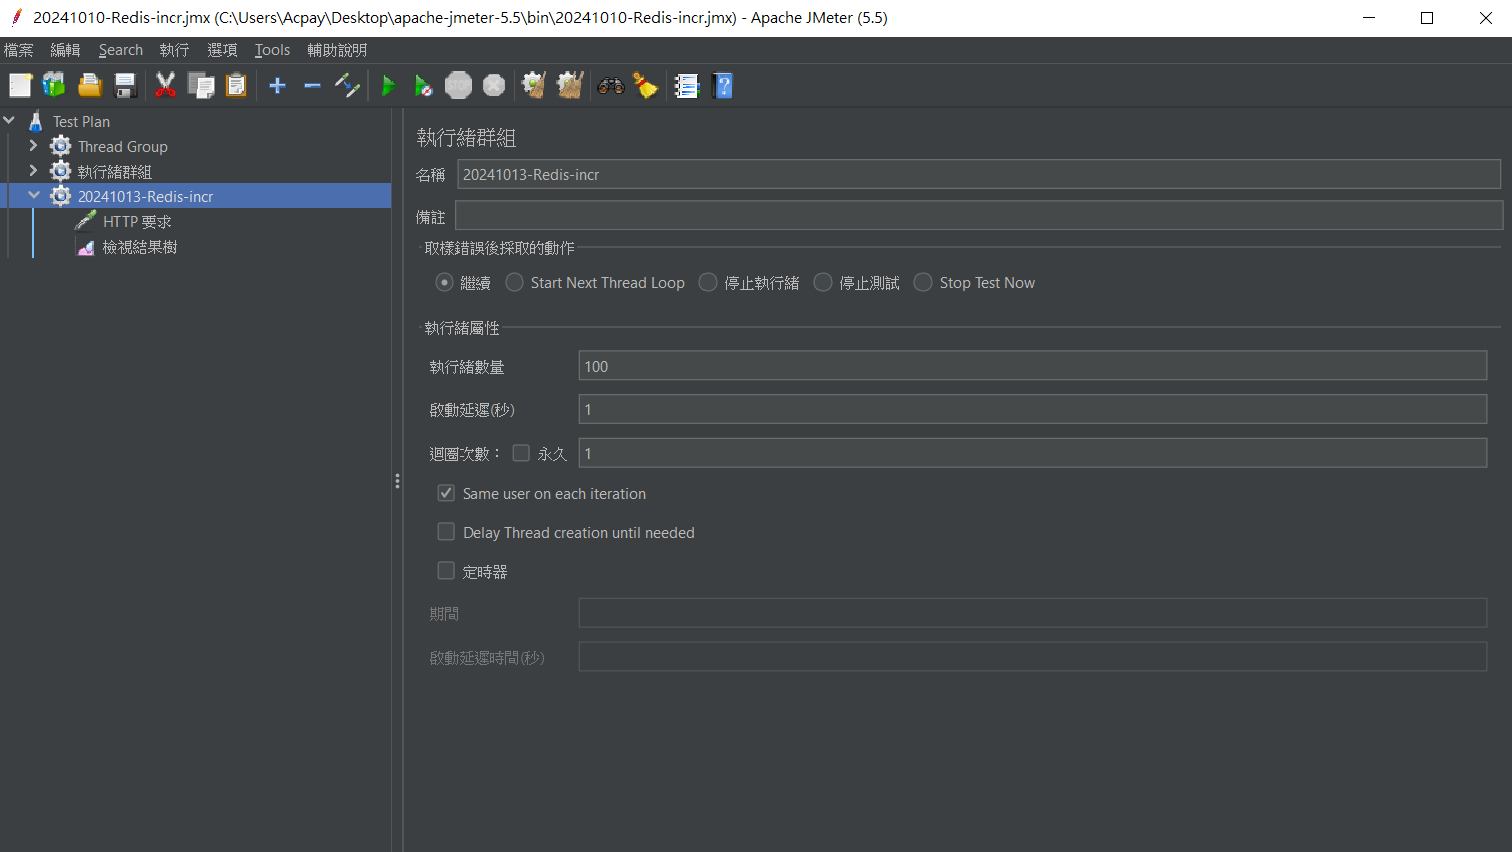 20241010-Redis-incr.jmx (C:\Users\Acpay\Desktop\apache-jmeter-5.5\bin\20241010-Redis-incr.jmx) - Apache JMeter (5.5)
檔案 編輯 Search 執行 選項 Tools 輔助說明
STOP
Test Plan
Thread Group
執行緒群組
20241013-Redis-incr
HTTP 要求
檢視結果樹
執行緒群組
名稱 20241013-Redis-incr
備註
取樣錯誤後採取的動作
繼續 Start Next Thread Loop 停止執行緒 停止測試 Stop Test Now
執行緒屬性
執行緒數量 100
啟動延遲(秒) 1
迴圈次數： 永久 1
Same user on each iteration
Delay Thread creation until needed
定時器
期間
啟動延遲時間(秒)